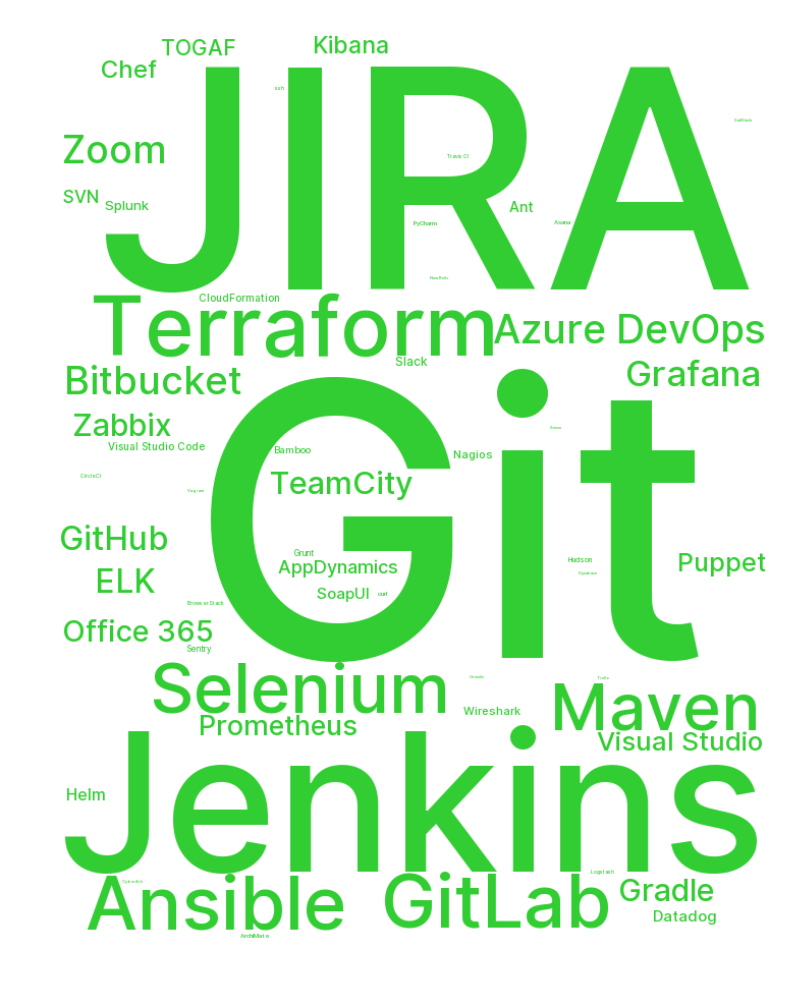 TOGAF
Kibana
Chef
JIRA
ssh
SaltStack
Zoom
Travis CI
SVN
Splunk
Ant
PyCharm
Asana
New Relic
CloudFormation
Terraform
Azure DevOps
Slack
Grafana
Bitbucket
Git
Zabbix
Visual Studio Code
Bamboo
Nagios
CircleCI
TeamCity
GitHub
Grunt
Hudson
Puppet
AppDynamics
ELK
SoapUI
curl
BrowserStack
Office 365
Sentry
Selenium
Maven
Wireshark
Prometheus
Visual Studio
Jenkins
Helm
Logstash
Ansible
GitLab
Gradle
Datadog
ArchiMate